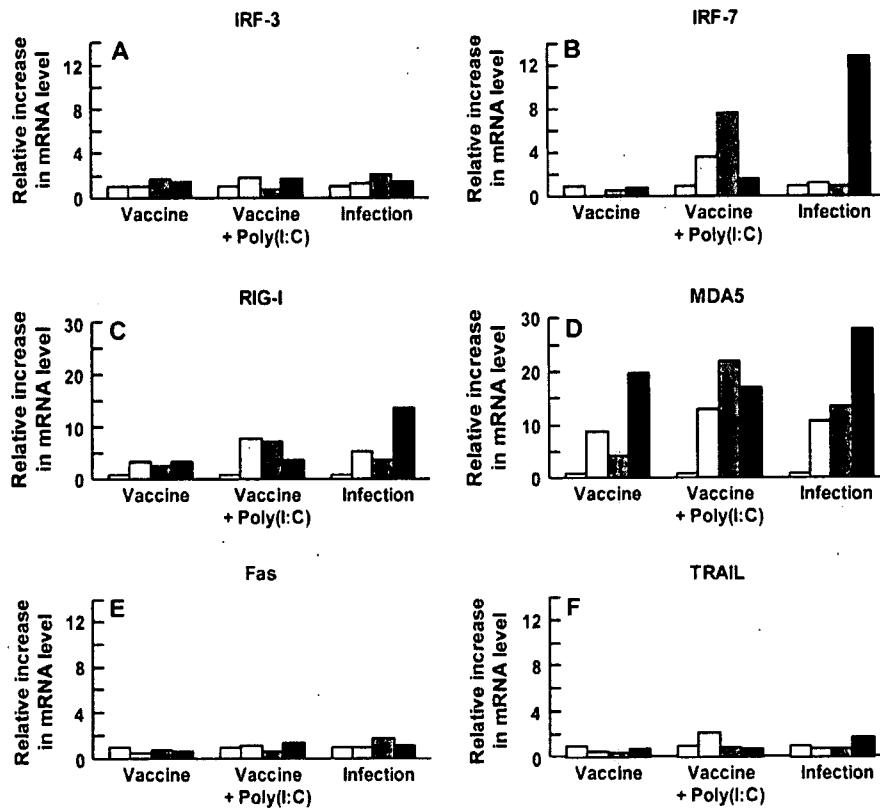 IRF-3
A
Relative increase
in mRNA level
12
8
4
0
Vaccine
Vaccine
+ Poly(I:C)
Infection
IRF-7
B
Relative increase
in mRNA level
12
8
4
0
Vaccine
Vaccine
+ Poly(I:C)
Infection
RIG-I
C
Relative increase
in mRNA level
30
20
10
0
Vaccine
Vaccine
+ Poly(I:C)
Infection
MDA5
D
Relative increase
in mRNA level
30
20
10
0
Vaccine
Vaccine
+ Poly(I:C)
Infection
Fas
E
Relative increase
in mRNA level
12
8
4
0
Vaccine
Vaccine
+ Poly(I:C)
Infection
TRAIL
F
Relative increase
in mRNA level
12
8
4
0
Vaccine
Vaccine
+ Poly(I:C)
Infection